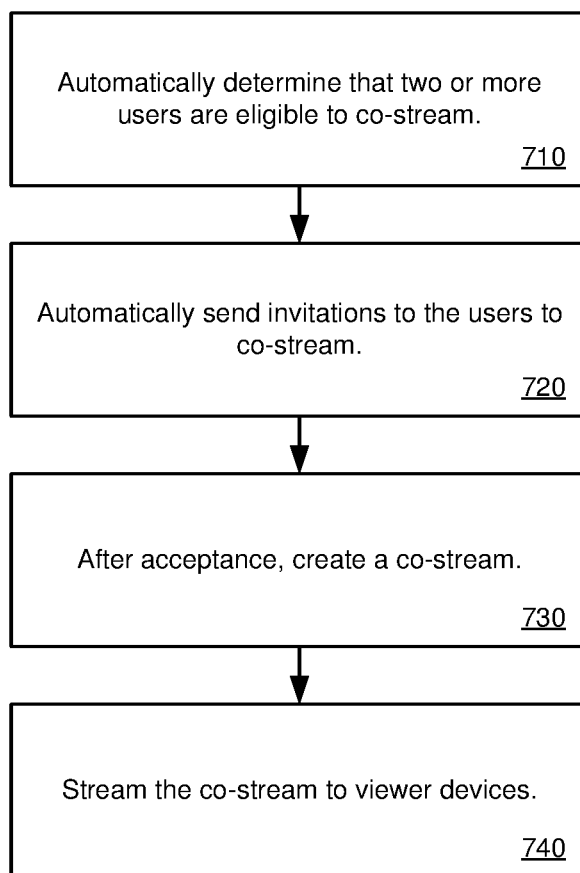 Automatically determine that two or more
users are eligible to co-stream.
710
Automatically send invitations to the users to
co-stream.
720
After acceptance, create a co-stream.
730
Stream the co-stream to viewer devices.
740